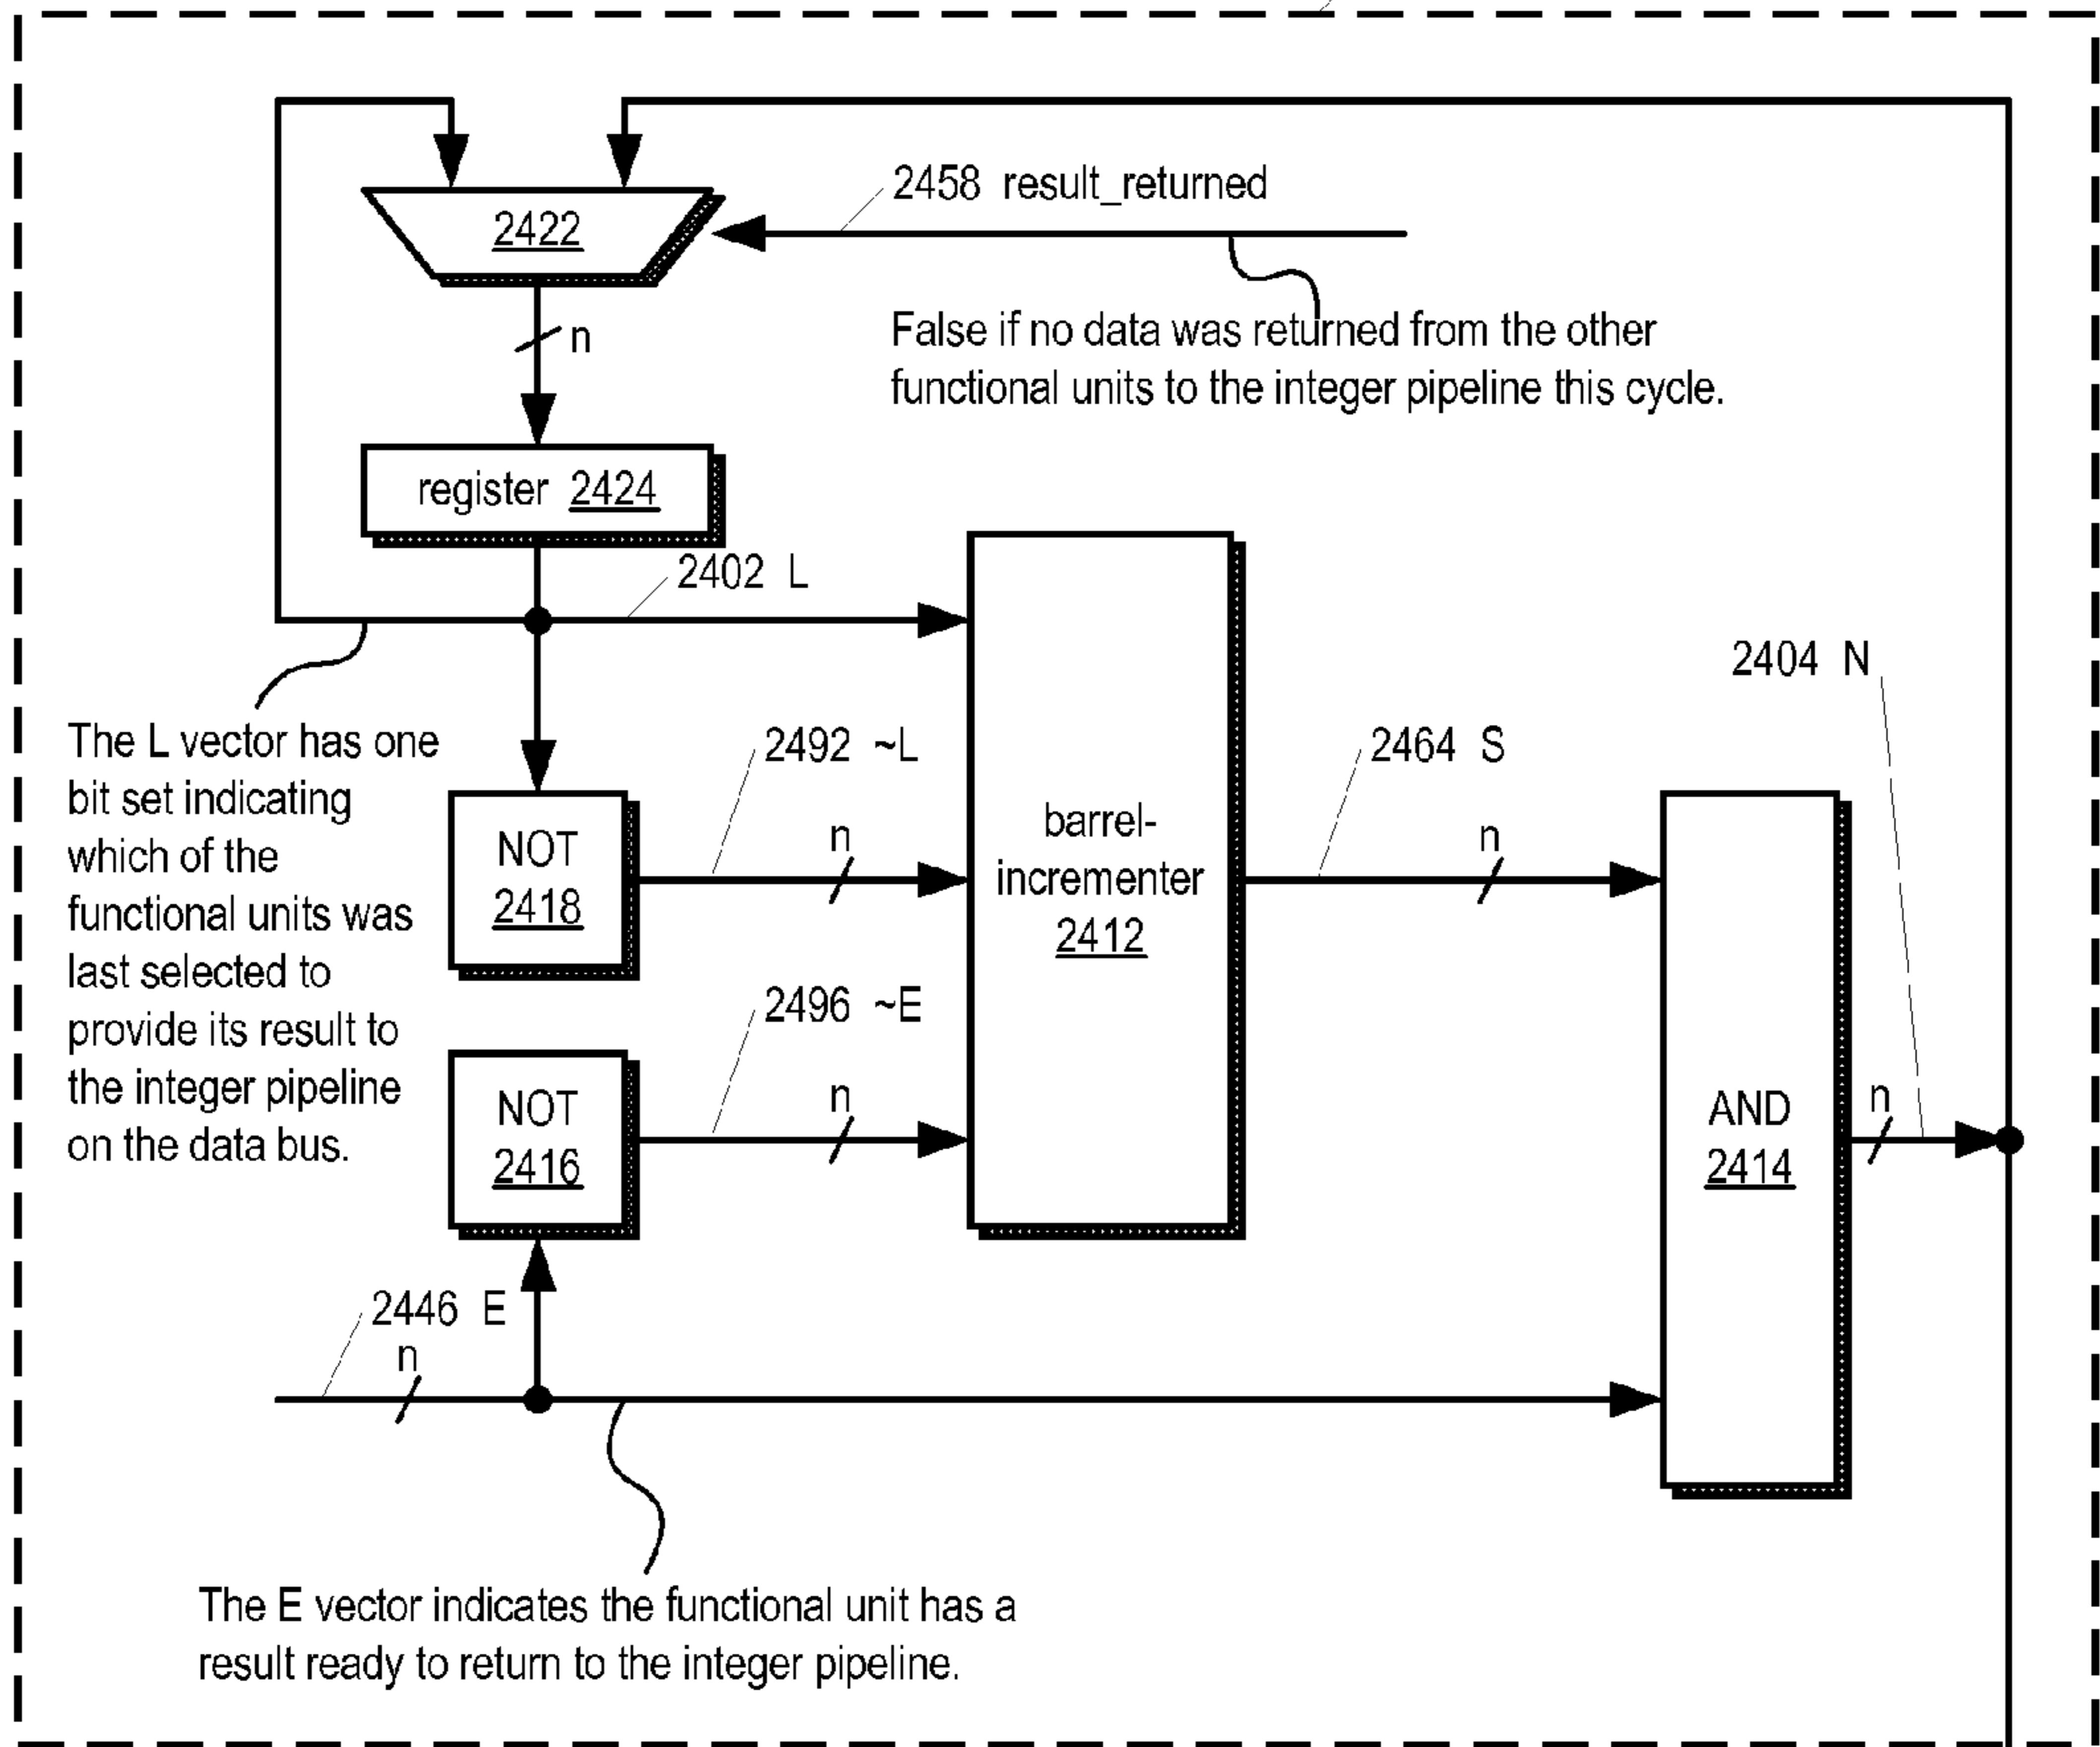 2422
2458 result_returned
False if no data was returned from the other
functional units to the integer pipeline this cycle.
n
register 2424
2402 L
The L vector has one
bit set indicating
which of the
functional units was
last selected to
provide its result to
the integer pipeline
on the data bus.
NOT
2418
2492 ~L
n
NOT
2416
2496 ~E
n
barrel-
incrementer
2412
2464 S
n
2404 N
AND
2414
n
2446 E
n
The E vector indicates the functional unit has a
result ready to return to the integer pipeline.